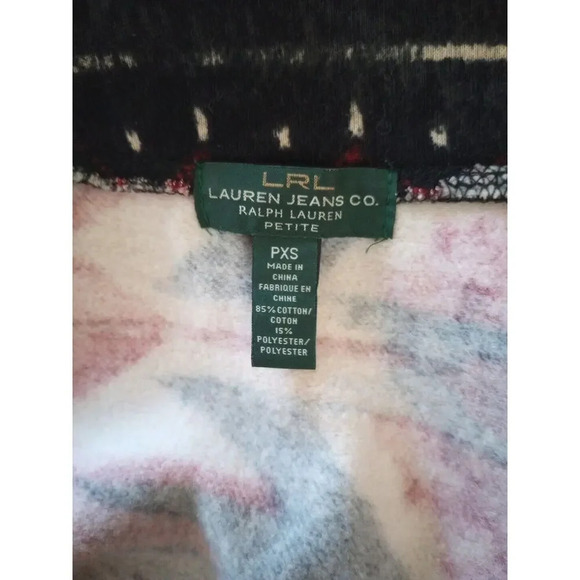 LRL
LAUREN JEANS CO.
RALPH LAUREN
PETITE
PXS
MADE IN
CHINA
FABRIQUE EN
CHINE
85% COTTON/
COTON
15%
POLYESTER/
POLYESTER